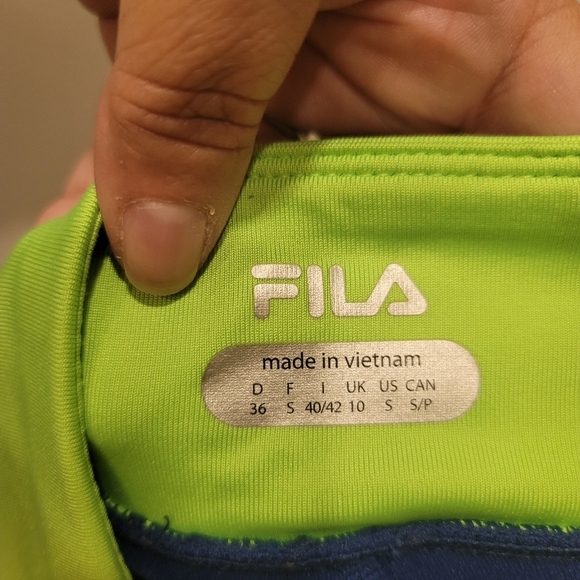 FILA
made in vietnam
D F I UK US CAN
36 S 40/42 10 S S/P